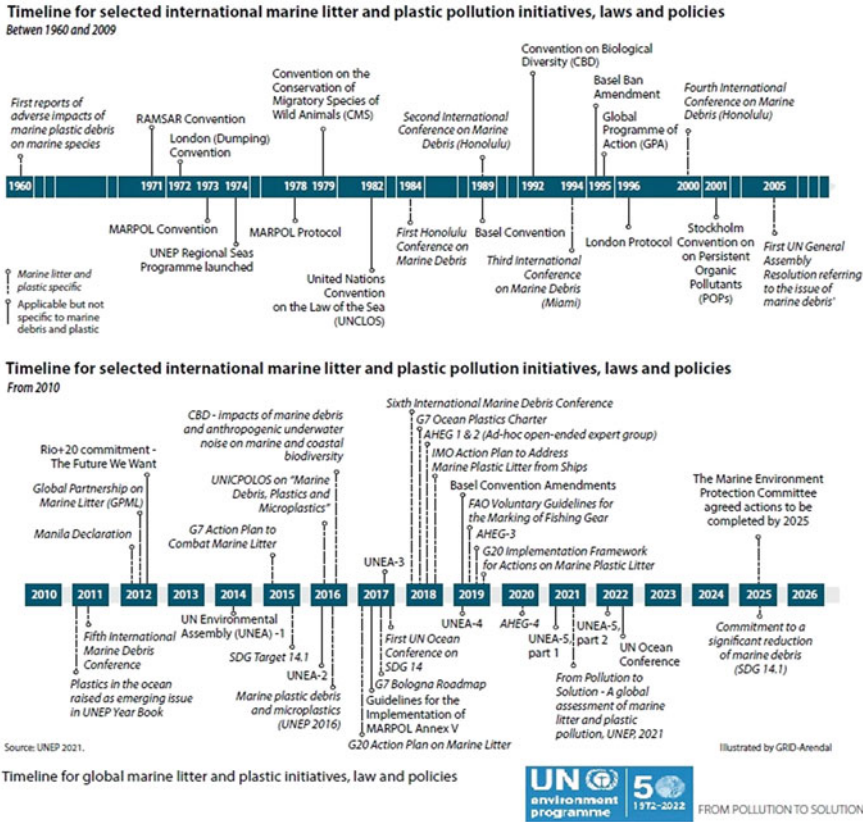 Timeline for selected international marine litter and plastic pollution initiatives, laws and policies
Betwen 1960 and 2009
First reports of
adverse impacts of
marine plastic debris
on marine species
RAMSAR Convention
London (Dumping)
Convention
Convention on the
Conservation of
Migratory Species of
Wild Animals (CMS)
Second International
Conference on Marine
Debris (Honolulu)
Convention on Biological
Diversity (CBD)
Basel Ban
Amendment
Global
Programme of
Action (GPA)
Fourth International
Conference on Marine
Debris (Honolulu)
1960 1971 1972 1973 1974 1978 1979 1982 1984 1989 1992 1994 1995 1996 2000 2001 2005
MARPOL Convention
UNEP Regional Seas
Programme launched
MARPOL Protocol
United Nations
Convention
on the Law of the Sea
(UNCLOS)
First Honolulu
Conference on
Marine Debris
Basel Convention
Third International
Conference
on Marine Debris
(Miami)
London Protocol
Stockholm
Convention on
on Persistent
Organic
Pollutants (POPs)
First UN General
Assembly
Resolution referring
to the issue of
marine debris'
Marine litter and
plastic specific
Applicable but not
specific to marine
debris and plastic
Timeline for selected international marine litter and plastic pollution initiatives, laws and policies
From 2010
Rio+20 commitment -
The Future We Want
Global Partnership on
Marine Litter (GPML)
Manila Declaration
CBD - impacts of marine debris
and anthropogenic underwater
noise on marine and coastal
biodiversity
UNICPOLOS on "Marine
Debris, Plastics and
Microplastics"
G7 Action Plan to
Combat Marine Litter
UNEA-3
Sixth International Marine Debris Conference
G7 Ocean Plastics Charter
AHEG 1 & 2 (Ad-hoc open-ended expert group)
IMO Action Plan to Address
Marine Plastic Litter from Ships
Basel Convention Amendments
FAO Voluntary Guidelines for
the Marking of Fishing Gear
AHEG-3
G20 Implementation Framework
for Actions on Marine Plastic Litter
The Marine Environment
Protection Committee
agreed actions to be
completed by 2025
2010 2011 2012 2013 2014 2015 2016 2017 2018 2019 2020 2021 2022 2023 2024 2025 2026
Fifth International
Marine Debris
Conference
Plastics in the ocean
raised as emerging issue
in UNEP Year Book
UN Environmental
Assembly (UNEA) -1
SDG Target 14.1
UNEA-2
Marine plastic debris
and microplastics
(UNEP 2016)
First UN Ocean
Conference on
SDG 14
G7 Bologna Roadmap
Guidelines for the
Implementation of
MARPOL Annex V
G20 Action Plan on Marine Litter
UNEA-4
AHEG-4
UNEA-5,
part 1
UNEA-5,
part 2
UN Ocean
Conference
From Pollution to
Solution - A global
assessment of marine
litter and plastic
pollution, UNEP, 2021
Commitment to a
significant reduction
of marine debris
(SDG 14.1)
Source: UNEP 2021.
Illustrated by GRID-Arendal
Timeline for global marine litter and plastic initiatives, law and policies
UN
environment
programme
50
1972-2022
FROM POLLUTION TO SOLUTION